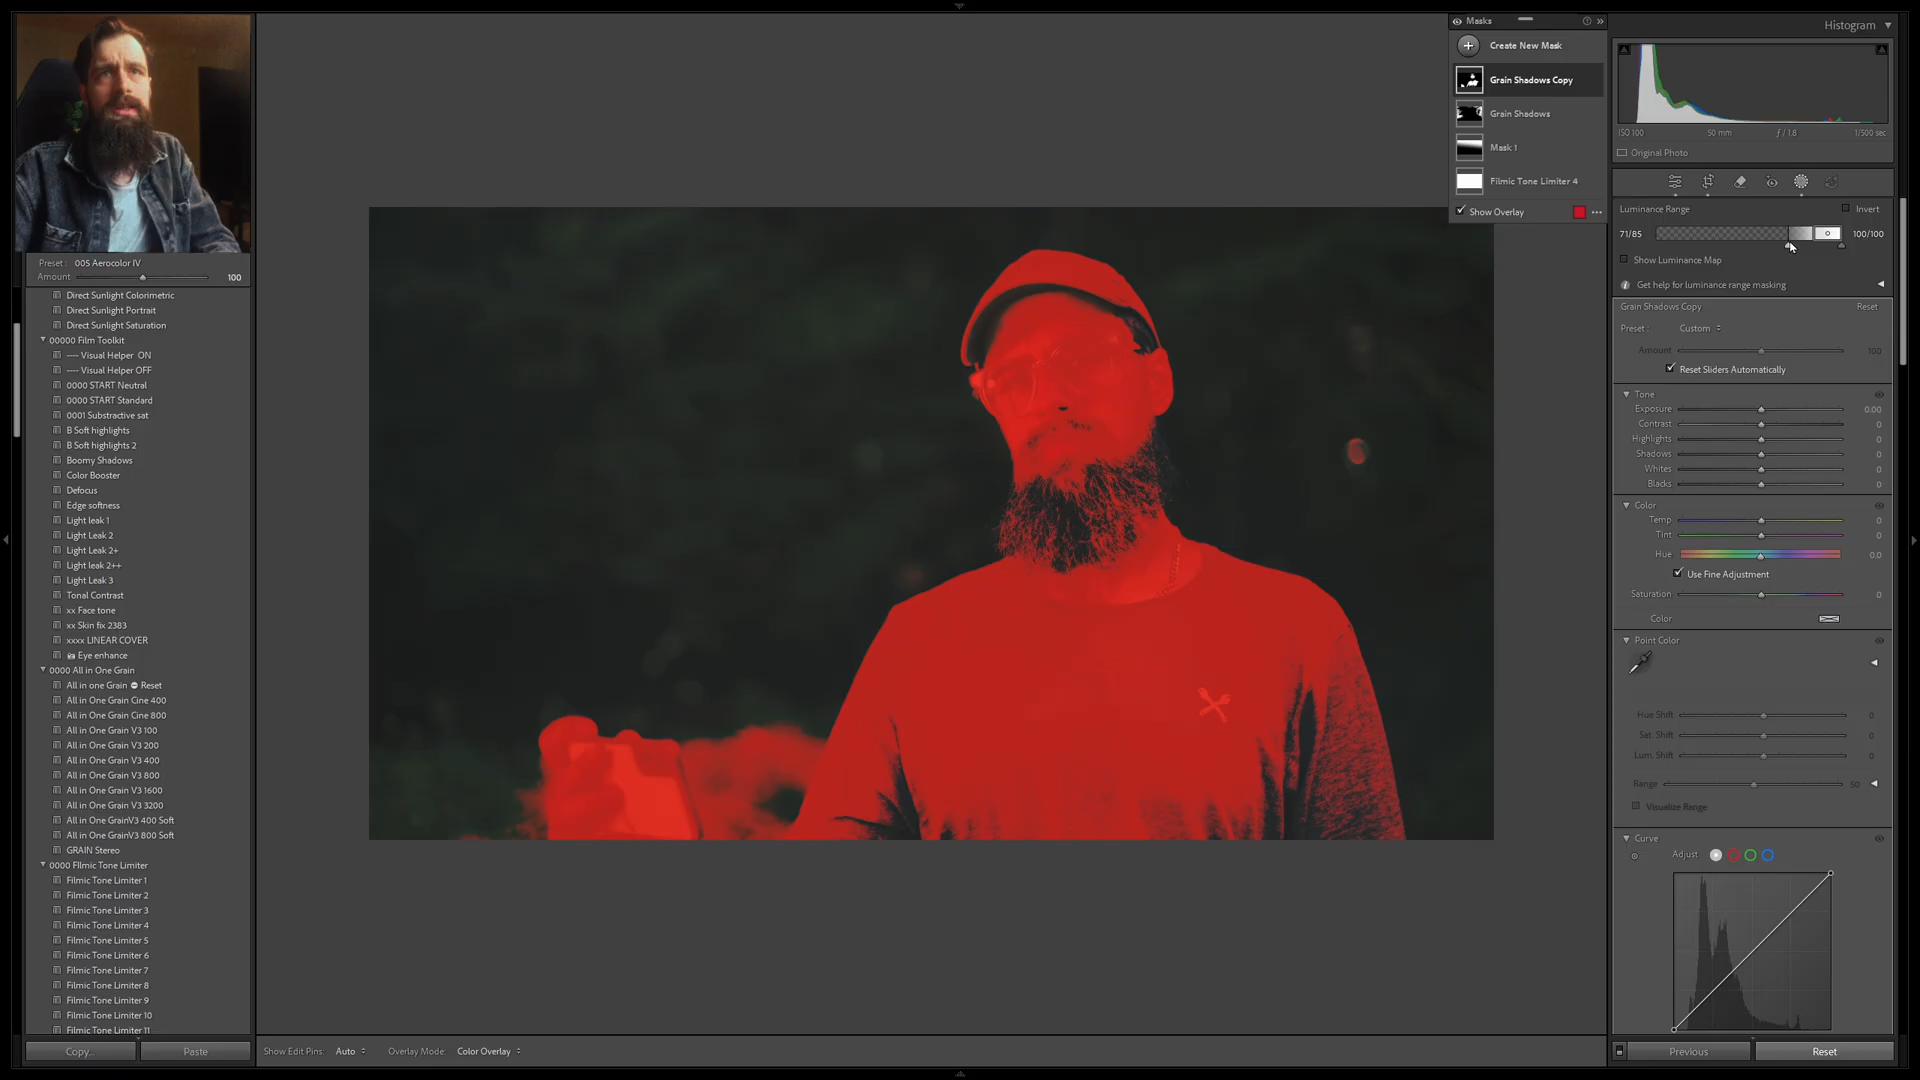 Preset : 005 Aerocolor IV
Amount 100
Direct Sunlight Colorimetric
Direct Sunlight Portrait
Direct Sunlight Saturation
00000 Film Toolkit
---- Visual Helper ON
---- Visual Helper OFF
0000 START Neutral
0000 START Standard
0001 Substractive sat
B Soft highlights
B Soft highlights 2
Boomy Shadows
Color Booster
Defocus
Edge softness
Light leak 1
Light Leak 2
Light Leak 2+
Light leak 2++
Light Leak 3
Tonal Contrast
xx Face tone
xx Skin fix 2383
xxxx LINEAR COVER
Eye enhance
0000 All in One Grain
All in one Grain Reset
All in One Grain Cine 400
All in One Grain Cine 800
All in One Grain V3 100
All in One Grain V3 200
All in One Grain V3 400
All in One Grain V3 800
All in One Grain V3 1600
All in One Grain V3 3200
All in One GrainV3 400 Soft
All in One GrainV3 800 Soft
GRAIN Stereo
0000 FIlmic Tone Limiter
Filmic Tone Limiter 1
Filmic Tone Limiter 2
Filmic Tone Limiter 3
Filmic Tone Limiter 4
Filmic Tone Limiter 5
Filmic Tone Limiter 6
Filmic Tone Limiter 7
Filmic Tone Limiter 8
Filmic Tone Limiter 9
Filmic Tone Limiter 10
Filmic Tone Limiter 11
Copy... Paste
Show Edit Pins: Auto Overlay Mode: Color Overlay
Masks
Create New Mask
Grain Shadows Copy
Grain Shadows
Mask 1
Filmic Tone Limiter 4
Show Overlay
Histogram
ISO 100 50 mm ƒ / 1.8 1/500 sec
Original Photo
Luminance Range Invert
71/85 100/100
Show Luminance Map
Get help for luminance range masking
Grain Shadows Copy Reset
Preset : Custom
Amount 100
Reset Sliders Automatically
Tone
Exposure 0.00
Contrast 0
Highlights 0
Shadows 0
Whites 0
Blacks 0
Color
Temp 0
Tint 0
Hue 0.0
Use Fine Adjustment
Saturation 0
Color
Point Color
Hue Shift 0
Sat. Shift 0
Lum. Shift 0
Range 50
Visualize Range
Curve
Adjust
Previous Reset